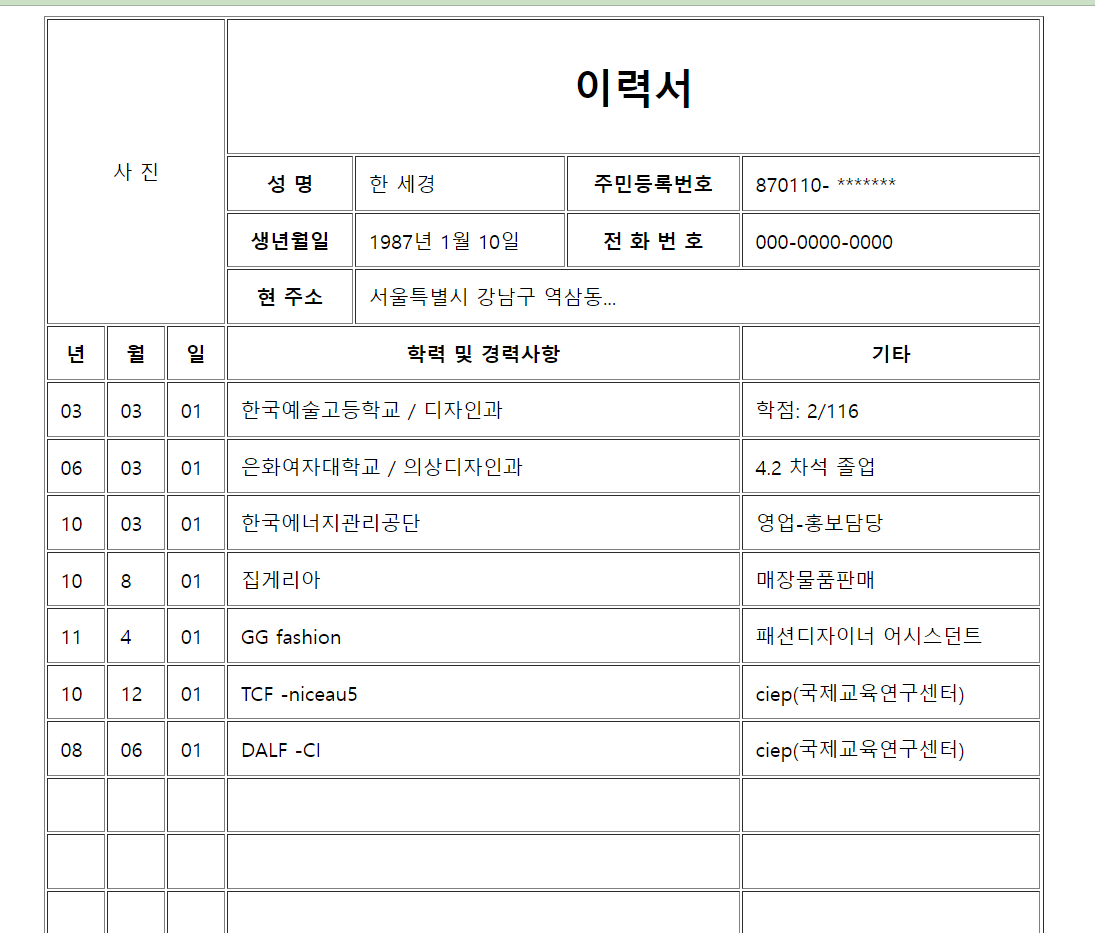 이력서
사 진
성 명 한 세경 주민등록번호 870110- *******
생년월일 1987년 1월 10일 전 화 번 호 000-0000-0000
현 주소 서울특별시 강남구 역삼동...
년 월 일 학력 및 경력사항 기타
03 03 01 한국예술고등학교 / 디자인과 학점: 2/116
06 03 01 은화여자대학교 / 의상디자인과 4.2 차석 졸업
10 03 01 한국에너지관리공단 영업-홍보담당
10 8 01 집게리아 매장물품판매
11 4 01 GG fashion 패션디자이너 어시스던트
10 12 01 TCF -niceau5 ciep(국제교육연구센터)
08 06 01 DALF -CI ciep(국제교육연구센터)